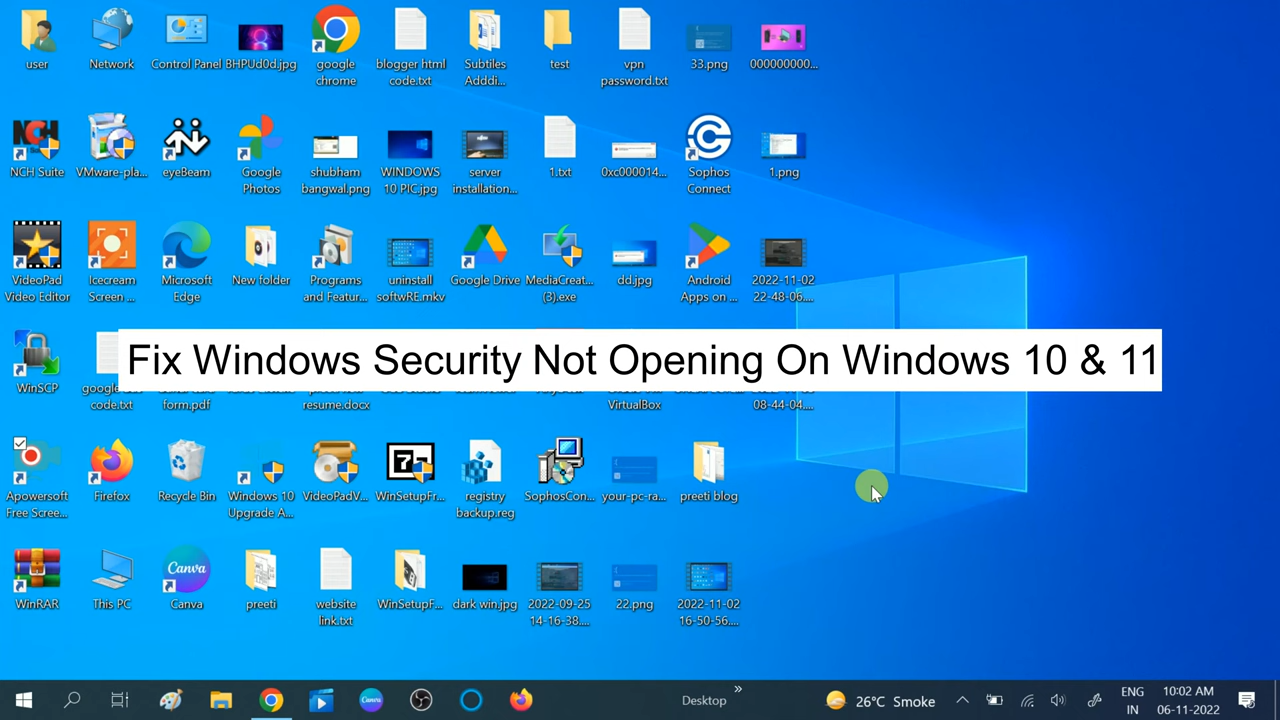 user
Network
Control Panel
BHPUd0d.jpg
google
chrome
blogger html
code.txt
Subtiles
Adddi...
test
vpn
password.txt
33.png
000000000...
NCH
NCH Suite
VMware-pla...
eyeBeam
Google
Photos
shubham
bangwal.png
WINDOWS
10 PIC.jpg
server
installation...
1.txt
0xc000014...
Sophos
Connect
1.png
VideoPad
Video Editor
Icecream
Screen ...
Microsoft
Edge
New folder
Programs
and Featur...
uninstall
softwRE.mkv
Google Drive
MediaCreat...
(3).exe
dd.jpg
Android
Apps on ...
2022-11-02
22-48-06....
Fix Windows Security Not Opening On Windows 10 & 11
WinSCP
code.txt
form.pdf
resume.docx
VirtualBox
08-44-04....
Apowersoft
Free Scree...
Firefox
Recycle Bin
Windows 10
Upgrade A...
VideoPadV...
WinSetupFr...
registry
backup.reg
SophosCon...
your-pc-ra...
preeti blog
WinRAR
This PC
Canva
Canva
preeti
website
link.txt
WinSetupF...
dark win.jpg
2022-09-25
14-16-38....
22.png
2022-11-02
16-50-56....
Canva
Desktop
26°C Smoke
ENG
IN
10:02 AM
06-11-2022